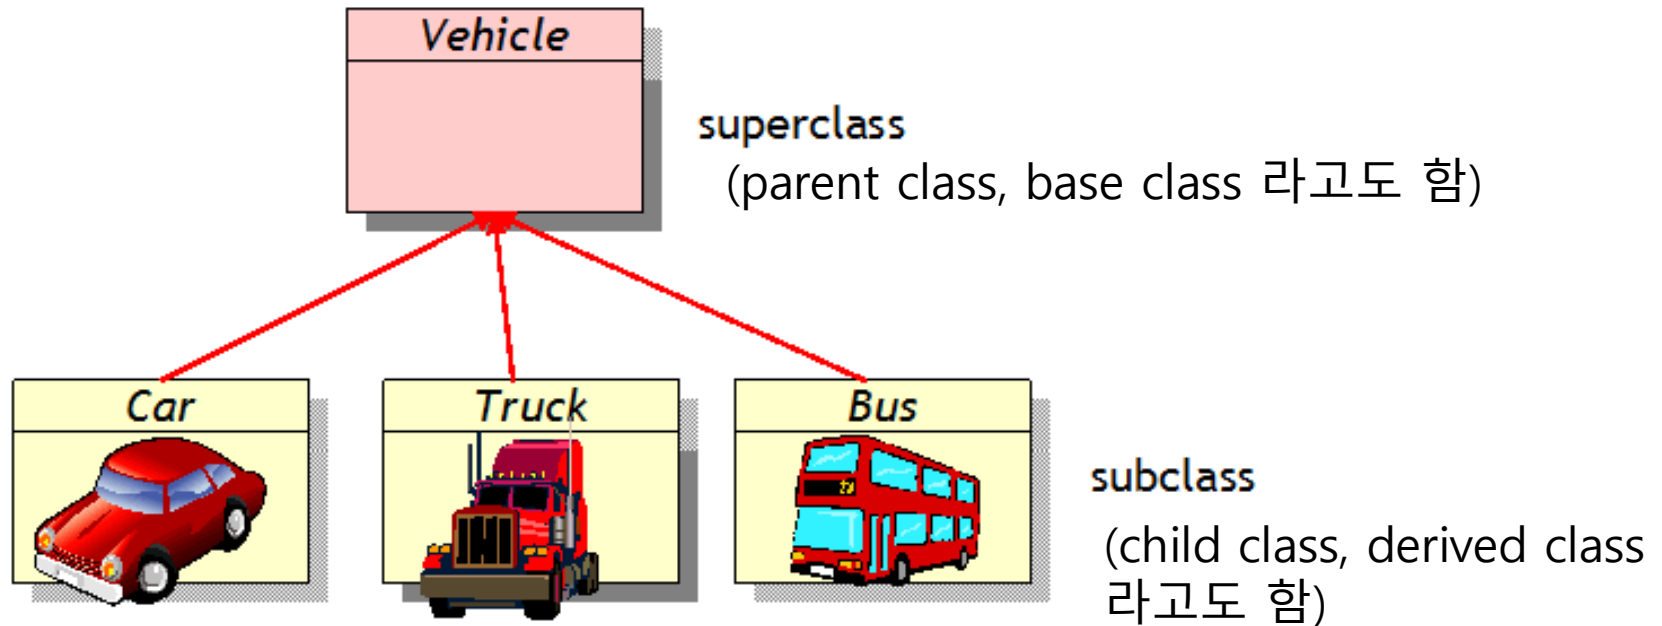 Vehicle
superclass
(parent class, base class 라고도 함)
Car
Truck
Bus
subclass
(child class, derived class
라고도 함)